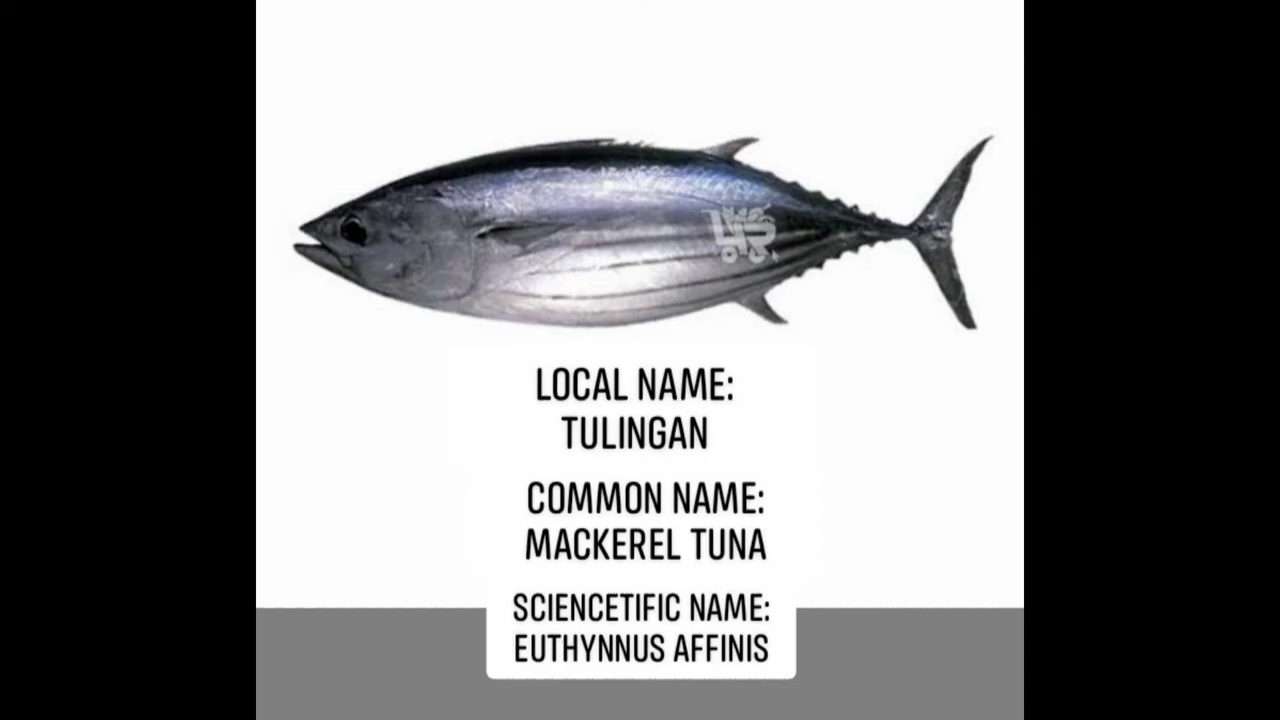 LOCAL NAME:
TULINGAN
COMMON NAME:
MACKEREL TUNA
SCIENCETIFIC NAME:
EUTHYNNUS AFFINIS